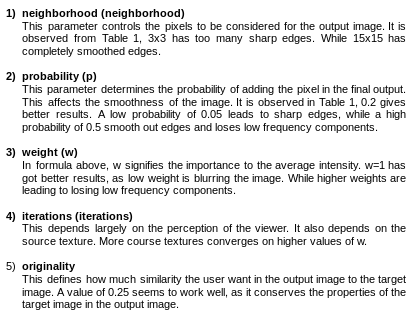 1) neighborhood (neighborhood)
This parameter controls the pixels to be considered for the output image. It is
observed from Table 1, 3x3 has too many sharp edges. While 15x15 has
completely smoothed edges.
2) probability (p)
This parameter determines the probability of adding the pixel in the final output.
This affects the smoothness of the image. It is observed in Table 1, 0.2 gives
better results. A low probability of 0.05 leads to sharp edges, while a high
probability of 0.5 smooth out edges and loses low frequency components.
3) weight (w)
In formula above, w signifies the importance to the average intensity. w=1 has
got better results, as low weight is blurring the image. While higher weights are
leading to losing low frequency components.
4) iterations (iterations)
This depends largely on the perception of the viewer. It also depends on the
source texture. More course textures converges on higher values of w.
5) originality
This defines how much similarity the user want in the output image to the target
image. A value of 0.25 seems to work well, as it conserves the properties of the
target image in the output image.